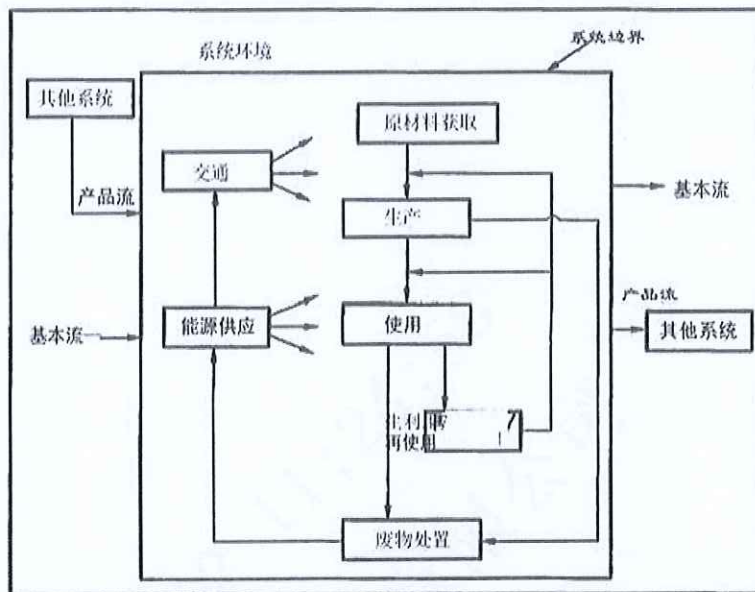 系统环境
系统边界
其他系统
原材料获取
交通
产品流
基本流
生产
产品流
能源供应
使用
基本流
其他系统
再使用
废物处置